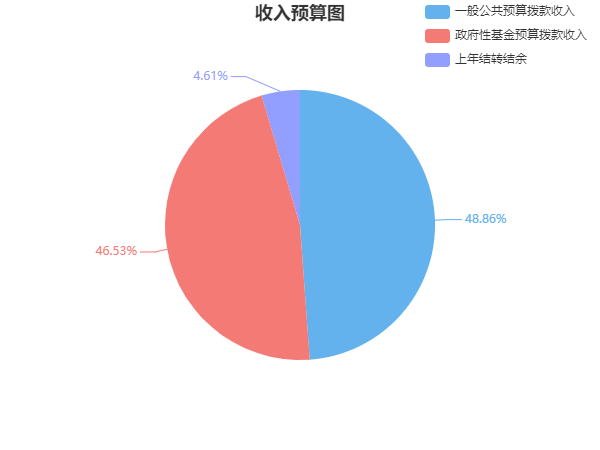 收入预算图
一般公共预算拨款收入
政府性基金预算拨款收入
上年结转结余
4.61%
48.86%
46.53%